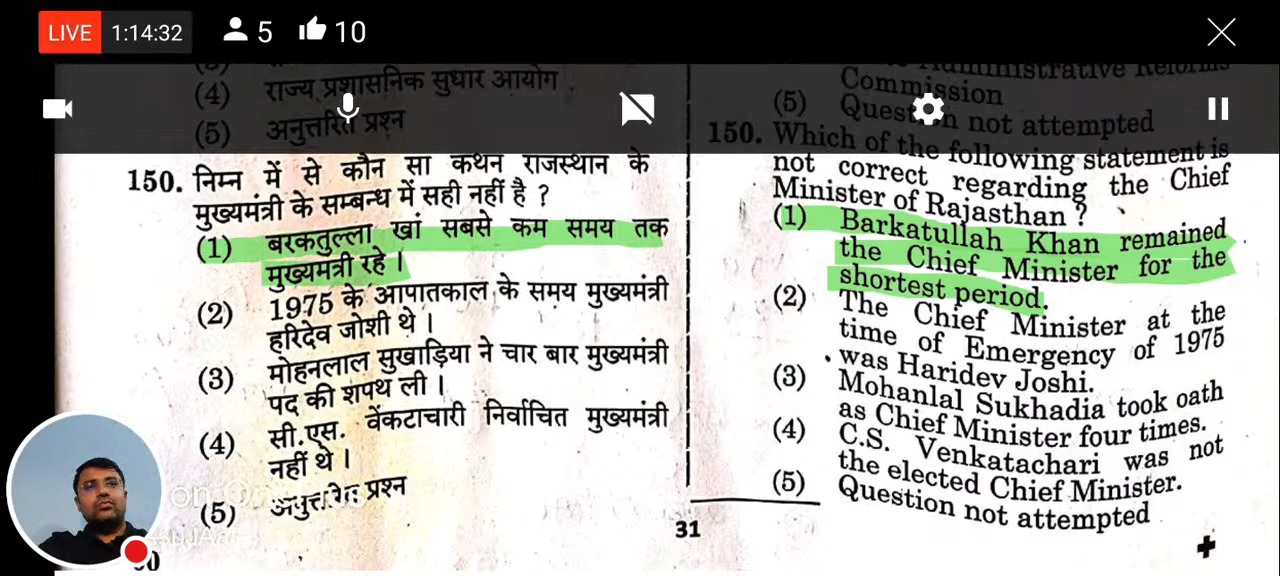 LIVE 1:14:32 5 10
(4) राज्य प्रशासनिक सुधार आयोग
(5) अनुत्तरित प्रश्न
150. निम्न में से कौन सा कथन राजस्थान के
मुख्यमंत्री के सम्बन्ध में सही नहीं है ?
(1) बरकतुल्ला खां सबसे कम समय तक
मुख्यमंत्री रहे ।
(2) 1975 के आपातकाल के समय मुख्यमंत्री
हरिदेव जोशी थे ।
(3) मोहनलाल सुखाड़िया ने चार बार मुख्यमंत्री
पद की शपथ ली ।
(4) सी.एस. वेंकटाचारी निर्वाचित मुख्यमंत्री
नहीं थे ।
(5) अनुत्तरित प्रश्न
Administrative Reforms
Commission
(5) Question not attempted
150. Which of the following statement is
not correct regarding the Chief
Minister of Rajasthan ?
(1) Barkatullah Khan remained
the Chief Minister for the
shortest period.
(2) The Chief Minister at the
time of Emergency of 1975
was Haridev Joshi.
(3) Mohanlal Sukhadia took oath
as Chief Minister four times.
(4) C.S. Venkatachari was not
the elected Chief Minister.
(5) Question not attempted
31